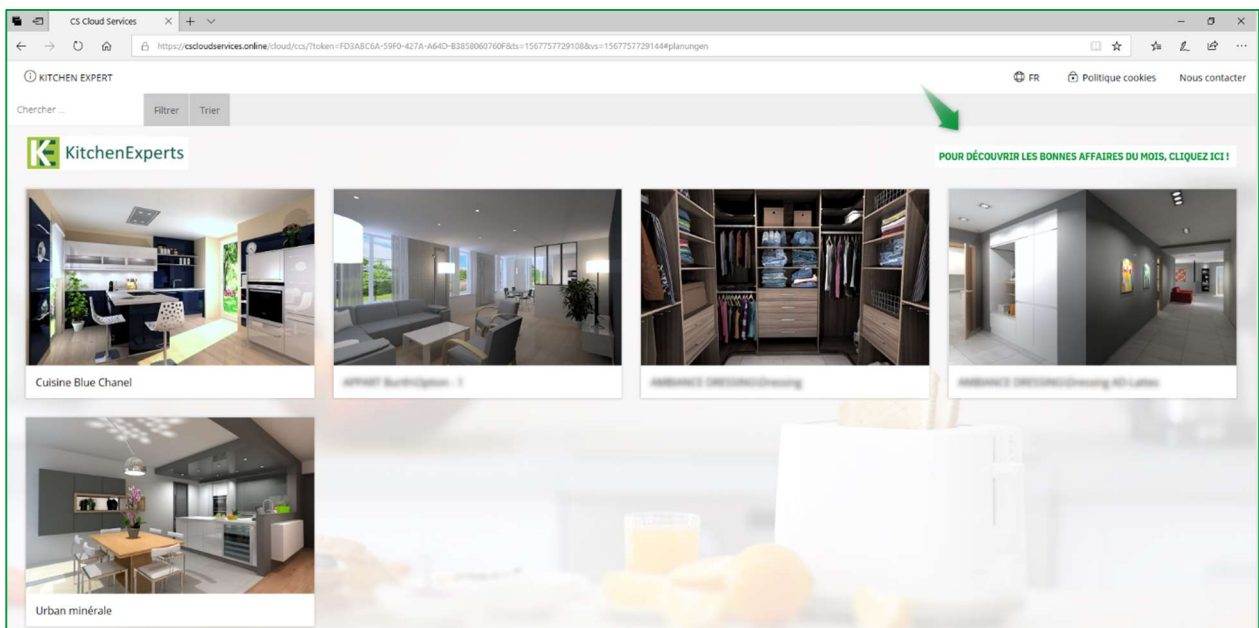 CS Cloud Services
https://cscloudservices.online/cloud/ccs/?token=FD3ABC6A-59F0-427A-A64D-B3858060760F&ts=1567757729108&vs=1567757729144#planungen
KITCHEN EXPERT
FR Politique cookies Nous contacter
Chercher ... Filtrer Trier
KE KitchenExperts
POUR DÉCOUVRIR LES BONNES AFFAIRES DU MOIS, CLIQUEZ ICI !
Cuisine Blue Chanel
Urban minérale